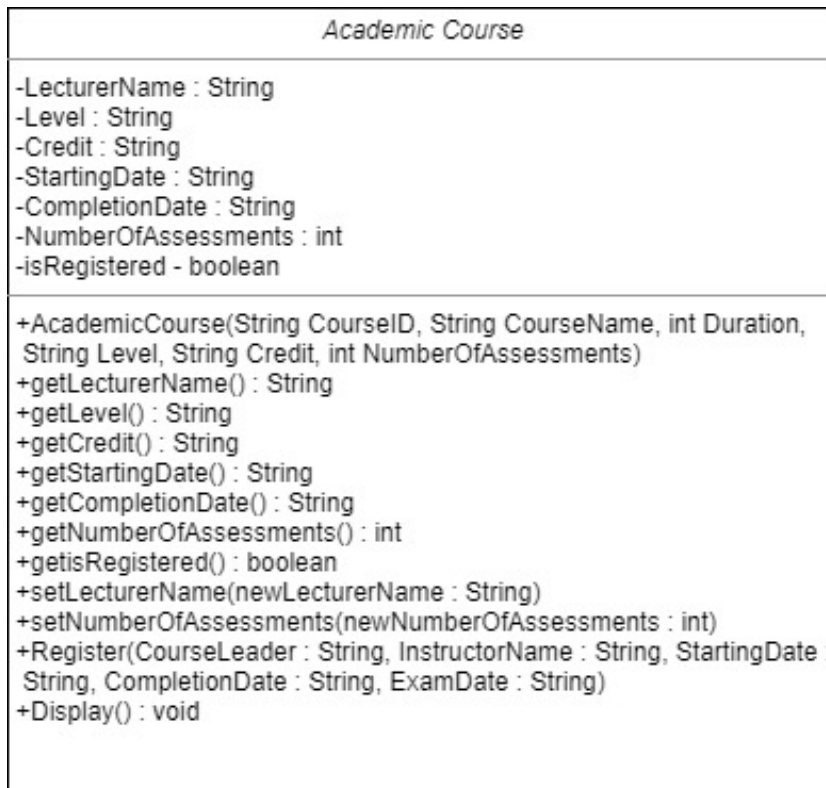 Academic Course
-LecturerName : String
-Level : String
-Credit : String
-StartingDate : String
-CompletionDate : String
-NumberOfAssessments : int
-isRegistered - boolean
+AcademicCourse(String CourseID, String CourseName, int Duration,
String Level, String Credit, int NumberOfAssessments)
+getLecturerName() : String
+getLevel() : String
+getCredit() : String
+getStartingDate() : String
+getCompletionDate() : String
+getNumberOfAssessments() : int
+getisRegistered() : boolean
+setLecturerName(newLecturerName : String)
+setNumberOfAssessments(newNumberOfAssessments : int)
+Register(CourseLeader : String, InstructorName : String, StartingDate :
String, CompletionDate : String, ExamDate : String)
+Display() : void